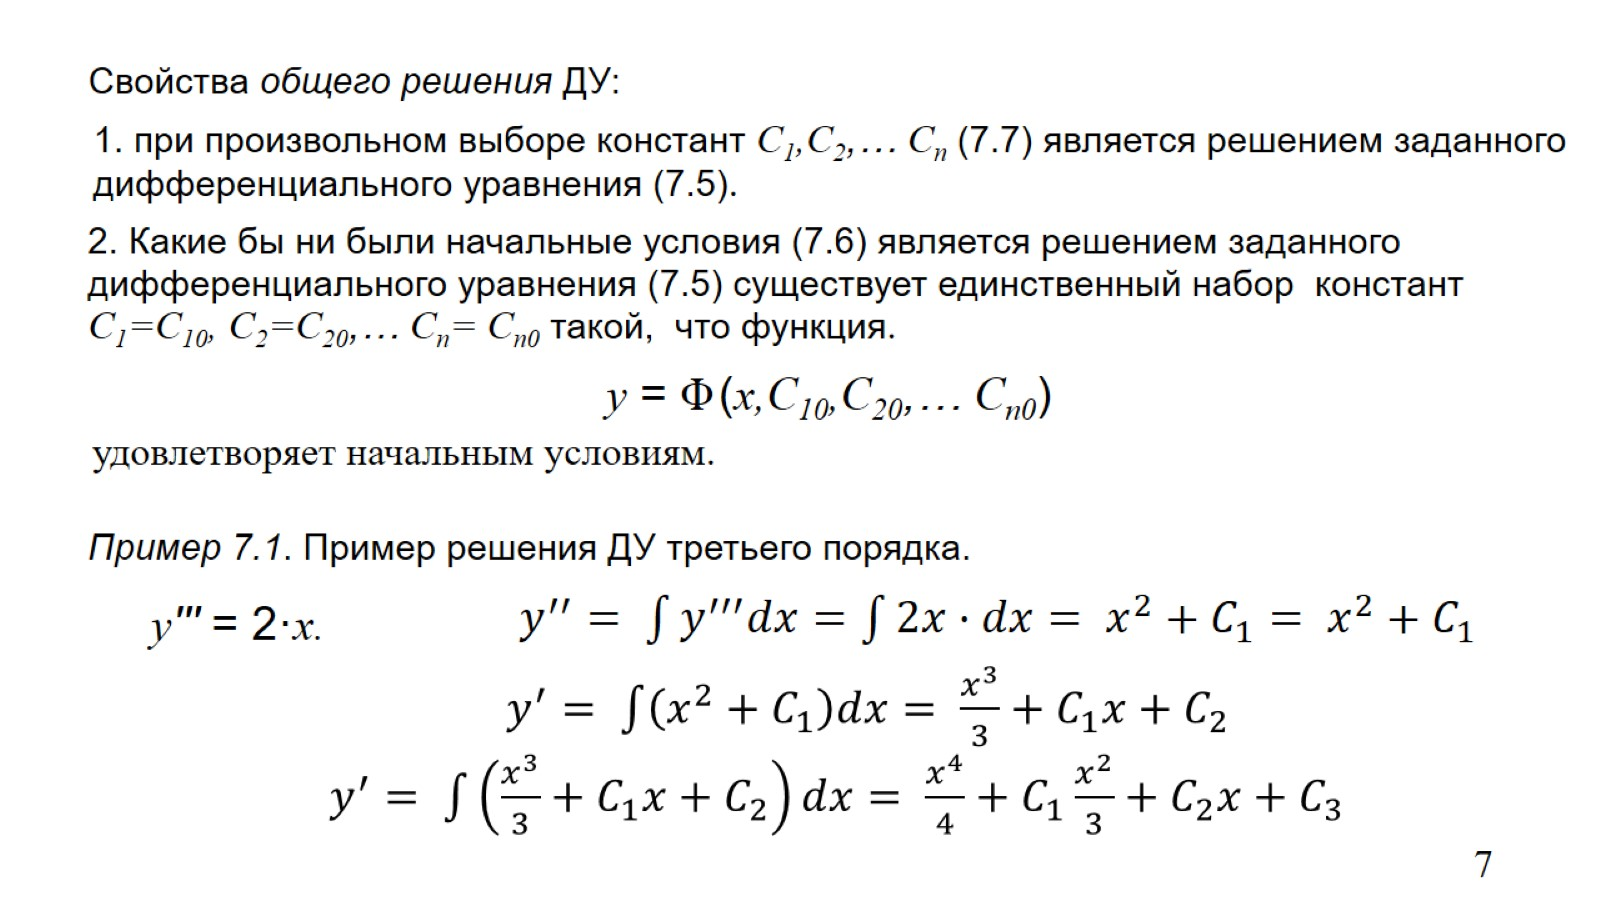 Свойства общего решения ДУ:
1. при произвольном выборе констант C₁,C₂,… Cₙ (7.7) является решением заданного
дифференциального уравнения (7.5).
2. Какие бы ни были начальные условия (7.6) является решением заданного
дифференциального уравнения (7.5) существует единственный набор констант
C₁=C₁₀, C₂=C₂₀,… Cₙ= Cₙ₀ такой, что функция.
y = Φ(x,C₁₀,C₂₀,… Cₙ₀)
удовлетворяет начальным условиям.
Пример 7.1. Пример решения ДУ третьего порядка.
y′′′ = 2·x. y′′ = ∫ y′′′dx = ∫ 2x · dx = x² + C₁ = x² + C₁
y′ = ∫(x² + C₁)dx = x³/3 + C₁x + C₂
y′ = ∫(x³/3 + C₁x + C₂) dx = x⁴/4 + C₁ x²/3 + C₂x + C₃
7